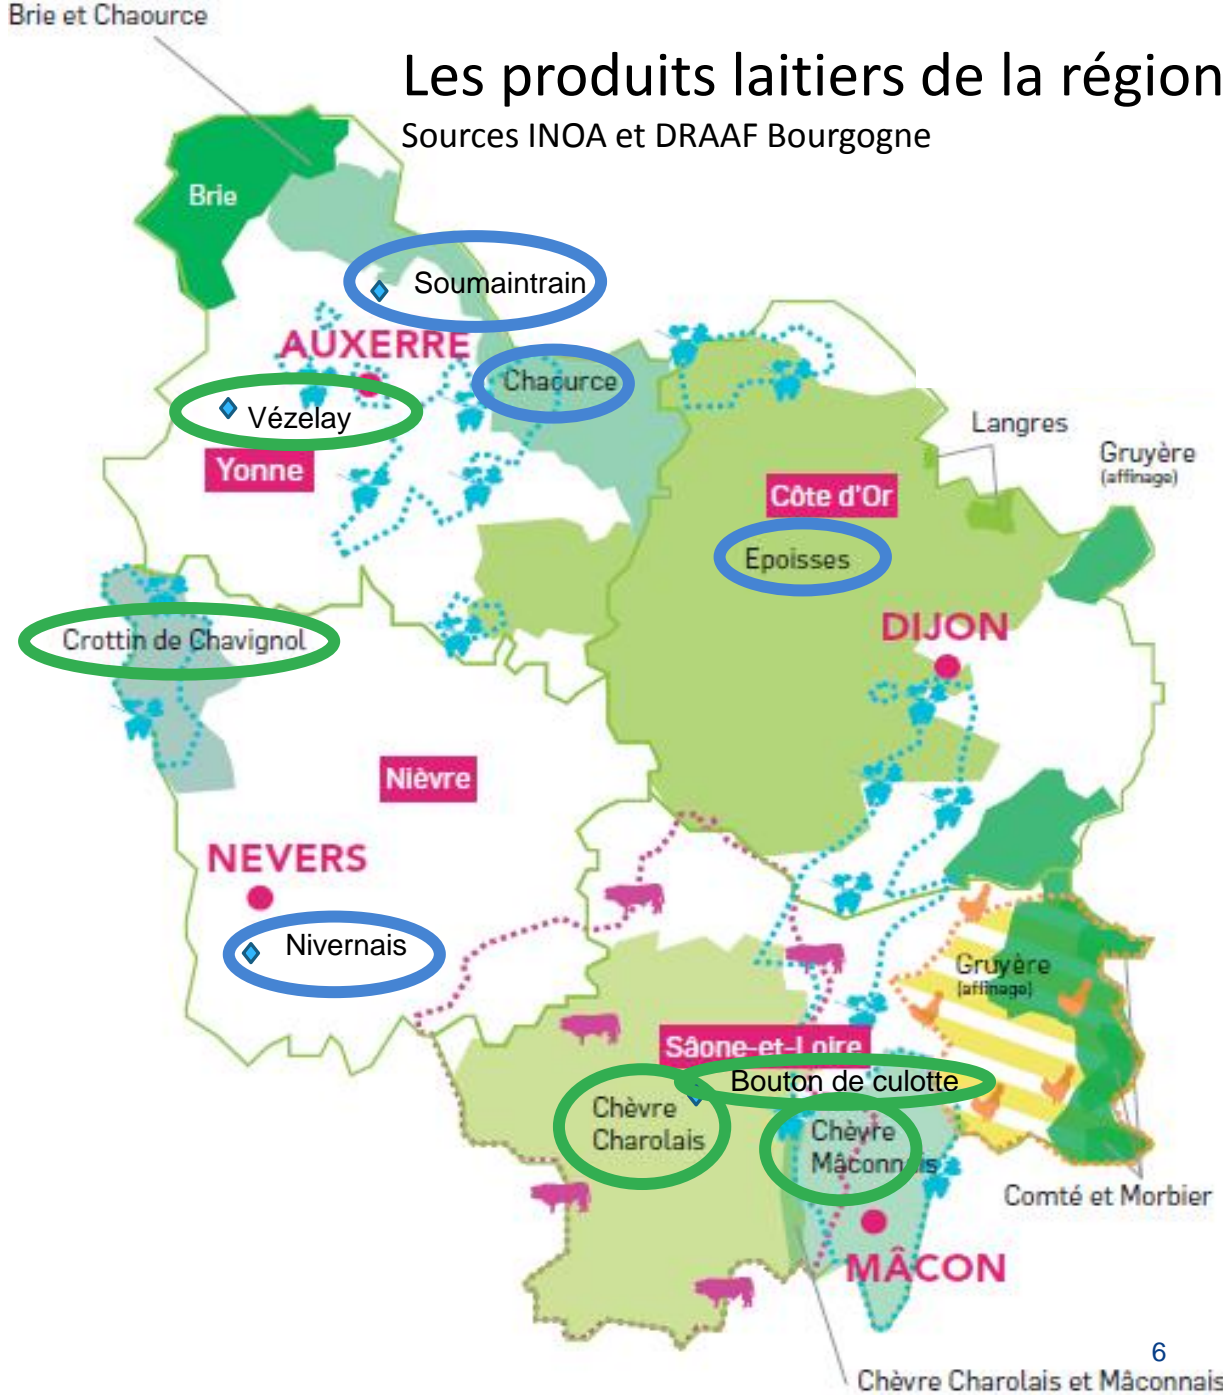 Brie et Chaource
Les produits laitiers de la région
Sources INOA et DRAAF Bourgogne
Brie
Soumaintrain
AUXERRE
Chaource
Vézelay
Langres
Gruyère
(affinage)
Yonne
Côte d'Or
Epoisses
Crottin de Chavignol
DIJON
Nièvre
NEVERS
Nivernais
Gruyère
(affinage)
Sâone-et-Loire
Bouton de culotte
Chèvre
Charolais
Chèvre
Mâconnais
Comté et Morbier
MÂCON
6
Chèvre Charolais et Mâconnais